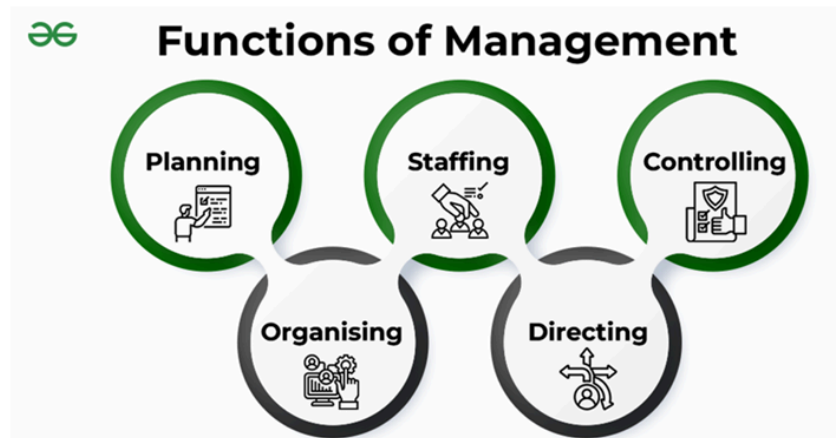 Functions of Management
Planning
Organising
Staffing
Directing
Controlling